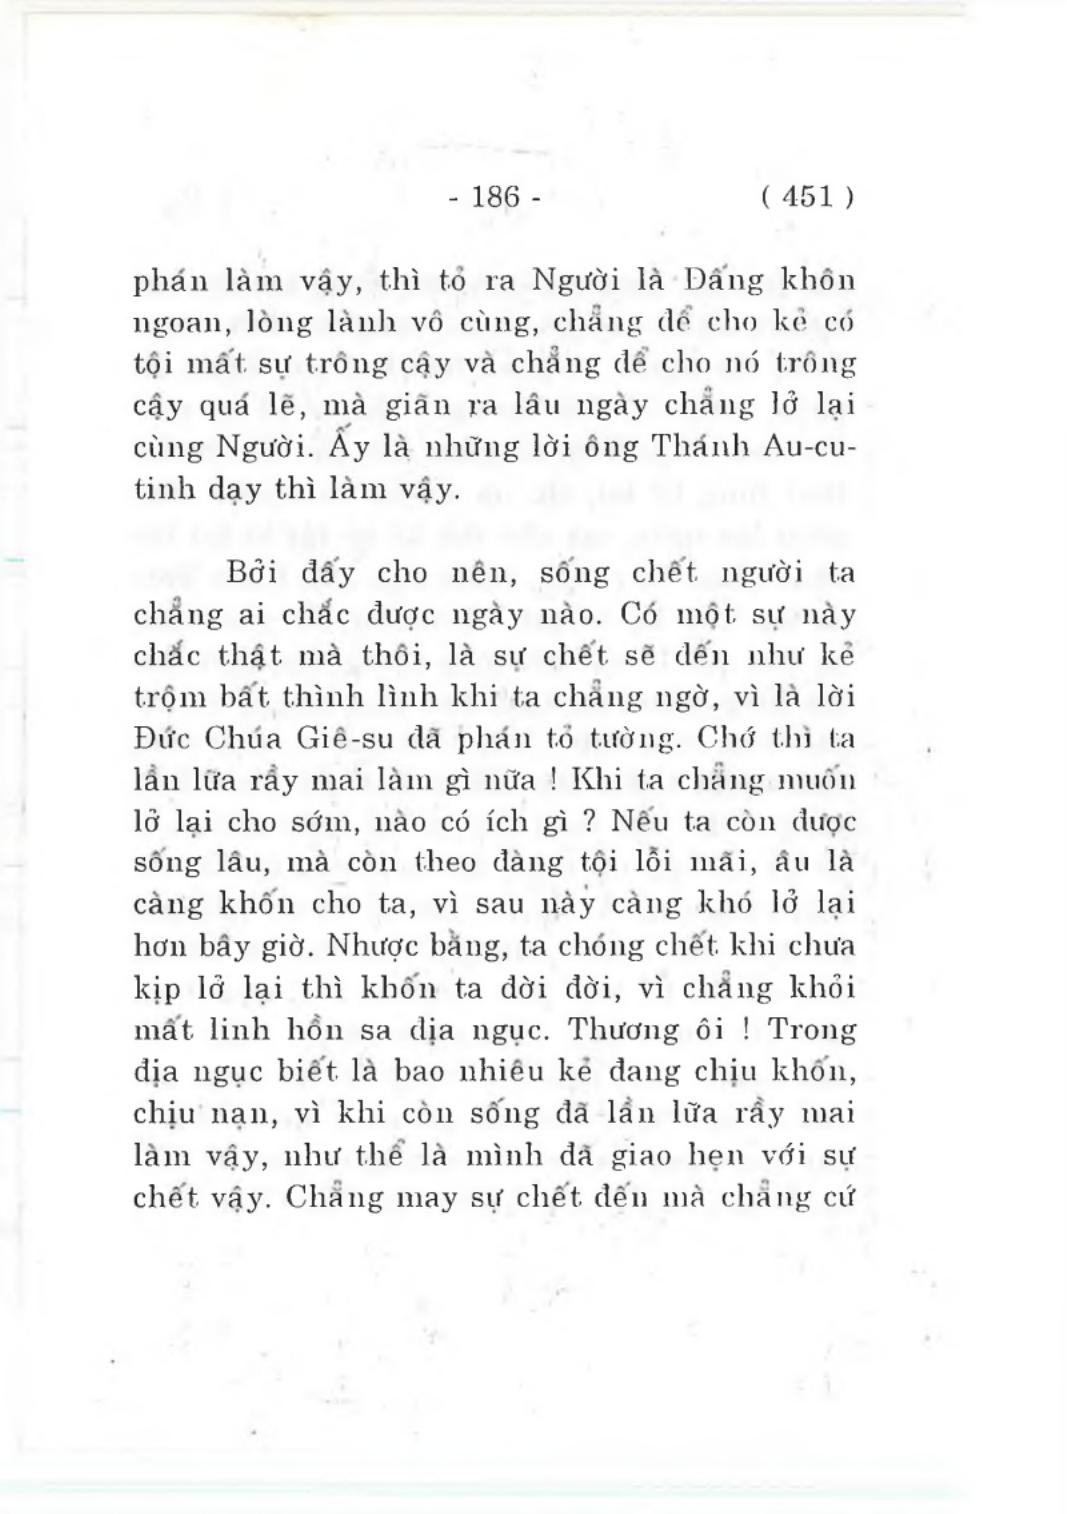 - 186 - ( 451 )
phán làm vậy, thì tỏ ra Người là Đấng khôn
ngoan, lòng lành vô cùng, chẳng để cho kẻ có
tội mất sự trông cậy và chẳng để cho nó trông
cậy quá lẽ, mà giãn ra lâu ngày chẳng lở lại
cùng Người. Ấy là những lời ông Thánh Au-cu-
tinh dạy thì làm vậy.
Bởi đấy cho nên, sống chết người ta
chẳng ai chắc được ngày nào. Có một sự này
chắc thật mà thôi, là sự chết sẽ đến như kẻ
trộm bất thình lình khi ta chẳng ngờ, vì là lời
Đức Chúa Giê-su đã phán tỏ tường. Chớ thì ta
lần lữa rầy mai làm gì nữa ! Khi ta chẳng muốn
lở lại cho sớm, nào có ích gì ? Nếu ta còn được
sống lâu, mà còn theo đàng tội lỗi mãi, âu là
càng khốn cho ta, vì sau này càng khó lở lại
hơn bây giờ. Nhược bằng, ta chóng chết khi chưa
kịp lở lại thì khốn ta đời đời, vì chẳng khỏi
mất linh hồn sa địa ngục. Thương ôi ! Trong
địa ngục biết là bao nhiêu kẻ đang chịu khốn,
chịu nạn, vì khi còn sống đã lần lữa rầy mai
làm vậy, như thể là mình đã giao hẹn với sự
chết vậy. Chẳng may sự chết đến mà chẳng cứ